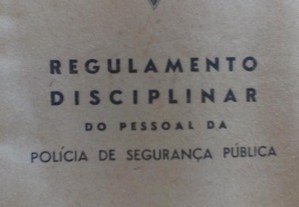 REGULAMENTO
DISCIPLINAR
DO PESSOAL DA
POLÍCIA DE SEGURANÇA PÚBLICA